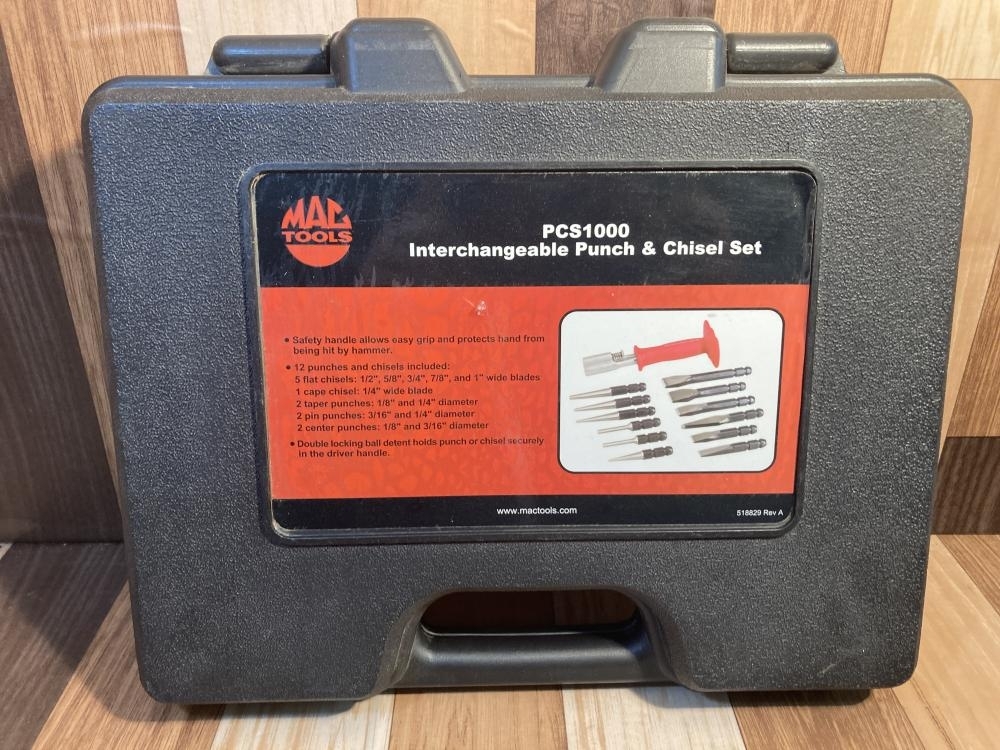 MAC
TOOLS
PCS1000
Interchangeable Punch & Chisel Set
• Safety handle allows easy grip and protects hand from
being hit by hammer.
• 12 punches and chisels included:
5 flat chisels: 1/2", 5/8", 3/4", 7/8", and 1" wide blades
1 cape chisel: 1/4" wide blade
2 taper punches: 1/8" and 1/4" diameter
2 pin punches: 3/16" and 1/4" diameter
2 center punches: 1/8" and 3/16" diameter
• Double locking ball detent holds punch or chisel securely
in the driver handle.
www.mactools.com
518829 Rev A